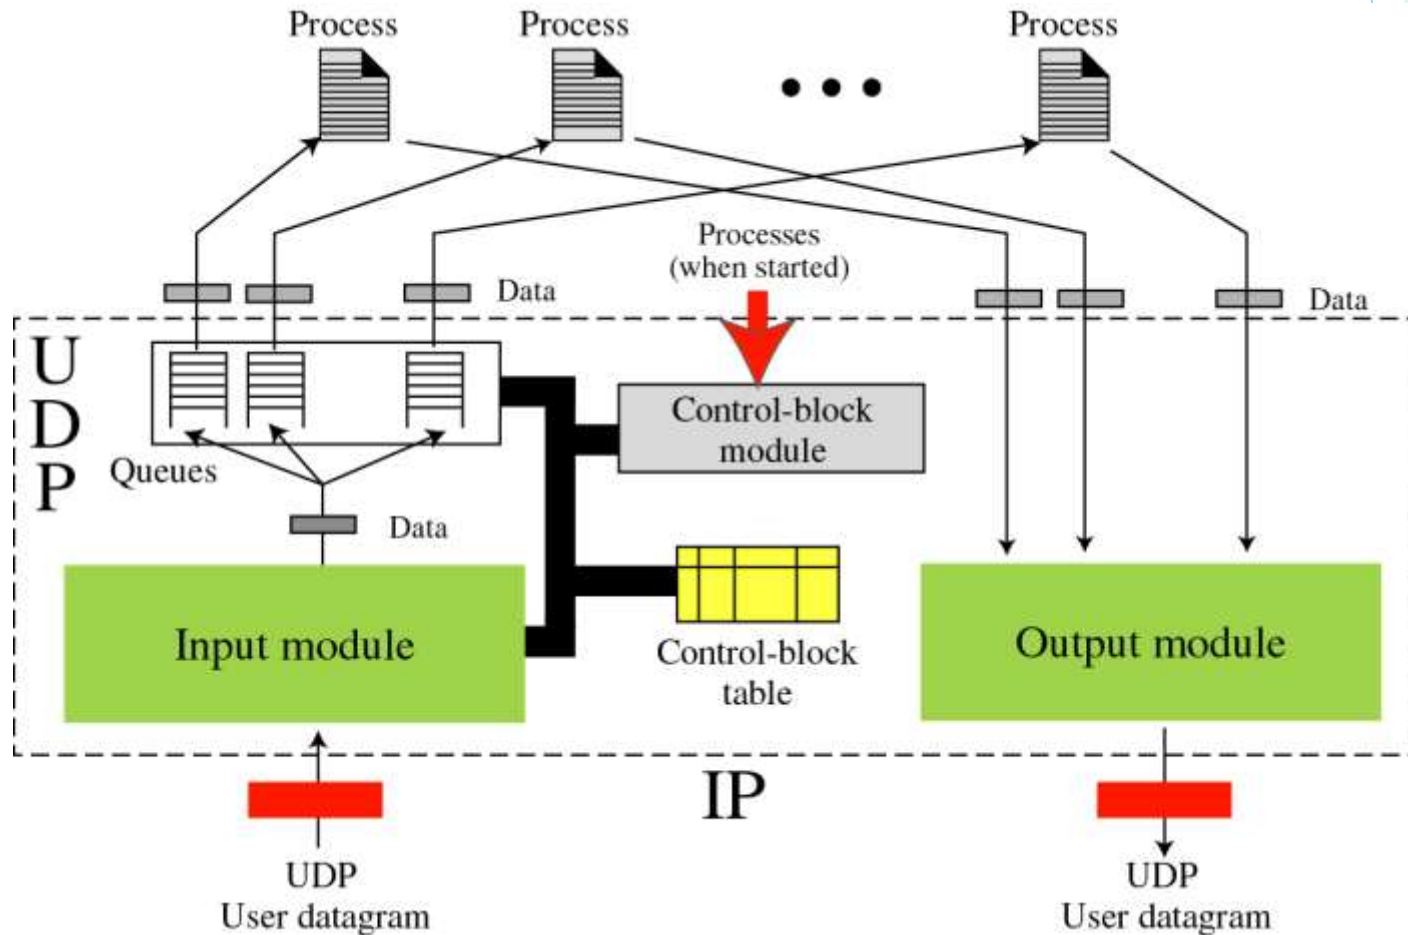 Process
Process
Process
Processes
(when started)
Data
Data
U
D
P
Control-block
module
Queues
Data
Input module
Control-block
table
Output module
IP
UDP
User datagram
UDP
User datagram